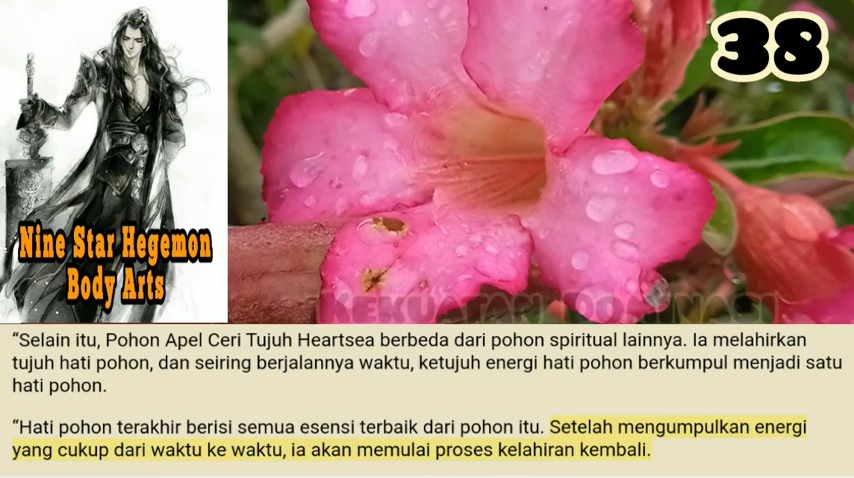 38
Nine Star Hegemon
Body Arts
KEKUATAN IMAJINASI
“Selain itu, Pohon Apel Ceri Tujuh Heartsea berbeda dari pohon spiritual lainnya. Ia melahirkan
tujuh hati pohon, dan seiring berjalannya waktu, ketujuh energi hati pohon berkumpul menjadi satu
hati pohon.
“Hati pohon terakhir berisi semua esensi terbaik dari pohon itu. Setelah mengumpulkan energi
yang cukup dari waktu ke waktu, ia akan memulai proses kelahiran kembali.